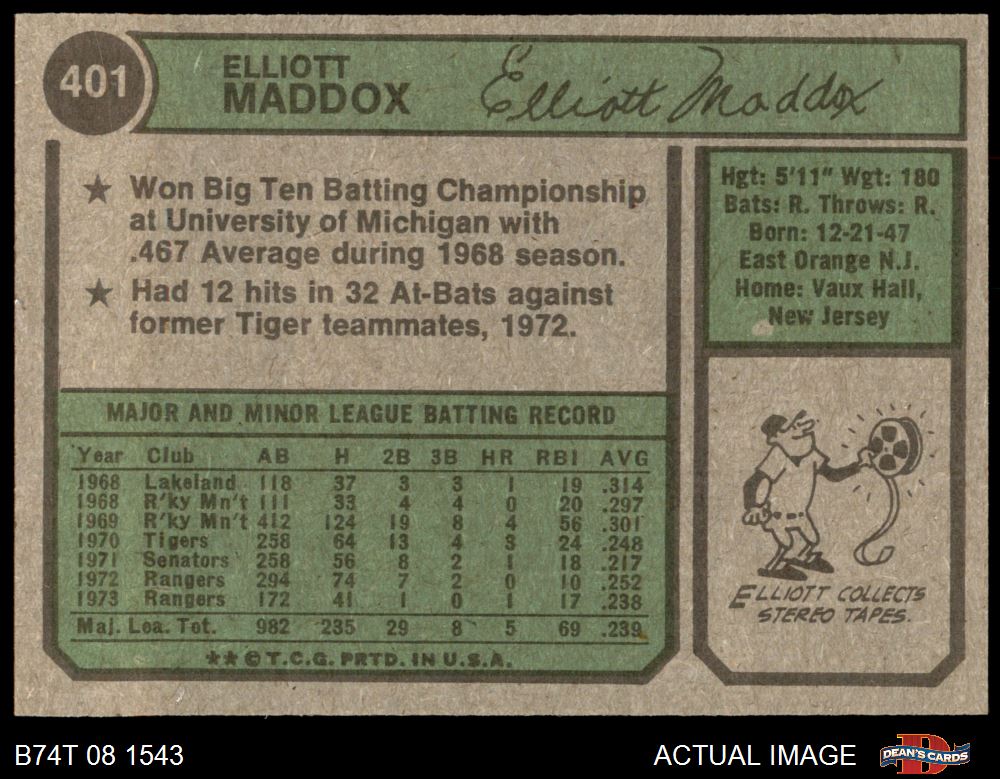 401
ELLIOTT
MADDOX
Elliott Maddox
★ Won Big Ten Batting Championship
at University of Michigan with
.467 Average during 1968 season.
★ Had 12 hits in 32 At-Bats against
former Tiger teammates, 1972.
Hgt: 5'11" Wgt: 180
Bats: R. Throws: R.
Born: 12-21-47
East Orange N.J.
Home: Vaux Hall,
New Jersey
MAJOR AND MINOR LEAGUE BATTING RECORD
Year Club AB H 2B 3B HR RBI AVG
1968 Lakeland 118 37 3 3 1 19 .314
1968 R'ky Mn't 111 33 4 4 0 20 .297
1969 R'ky Mn't 412 124 19 8 4 56 .301
1970 Tigers 258 64 13 4 3 24 .248
1971 Senators 258 56 8 2 1 18 .217
1972 Rangers 294 74 7 2 0 10 .252
1973 Rangers 172 41 1 0 1 17 .238
Maj. Lea. Tot. 982 235 29 8 5 69 .239
★★ © T.C.G. PRTD. IN U.S.A.
ELLIOTT COLLECTS
STEREO TAPES.
B74T 08 1543
ACTUAL IMAGE
DEAN'S CARDS